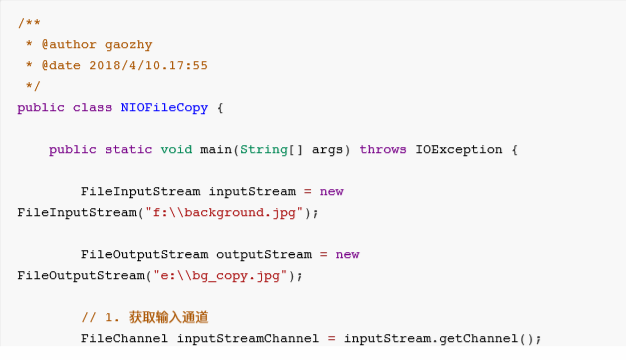 /**
 * @author gaozhy
 * @date 2018/4/10.17:55
 */
public class NIOFileCopy {
    public static void main(String[] args) throws IOException {
        FileInputStream inputStream = new
FileInputStream("f:\\background.jpg");
        FileOutputStream outputStream = new
FileOutputStream("e:\\bg_copy.jpg");
        // 1. 获取输入通道
        FileChannel inputStreamChannel = inputStream.getChannel();